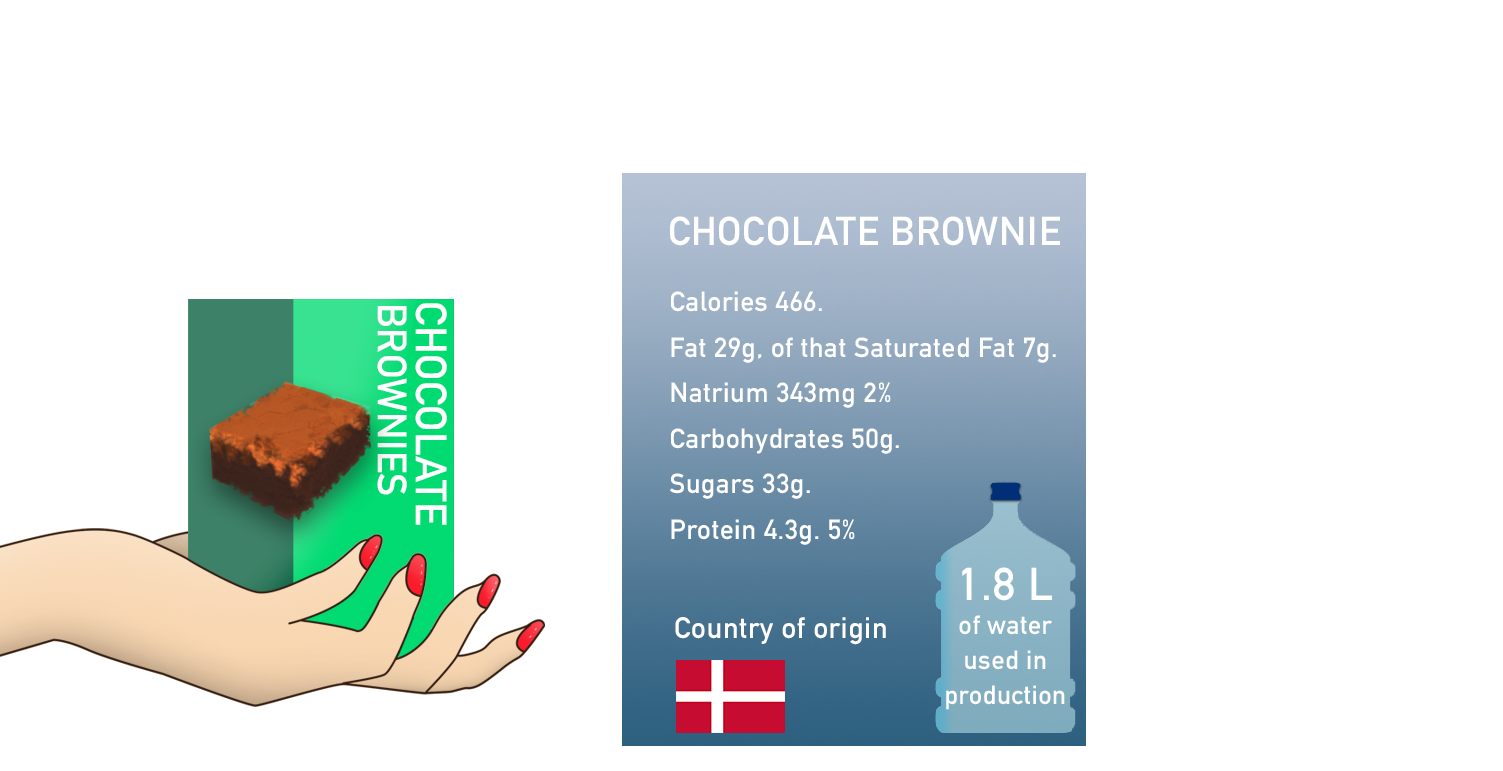 CHOCOLATE
BROWNIES
CHOCOLATE BROWNIE
Calories 466.
Fat 29g, of that Saturated Fat 7g.
Natrium 343mg 2%
Carbohydrates 50g.
Sugars 33g.
Protein 4.3g. 5%
Country of origin
1.8 L
of water
used in
production